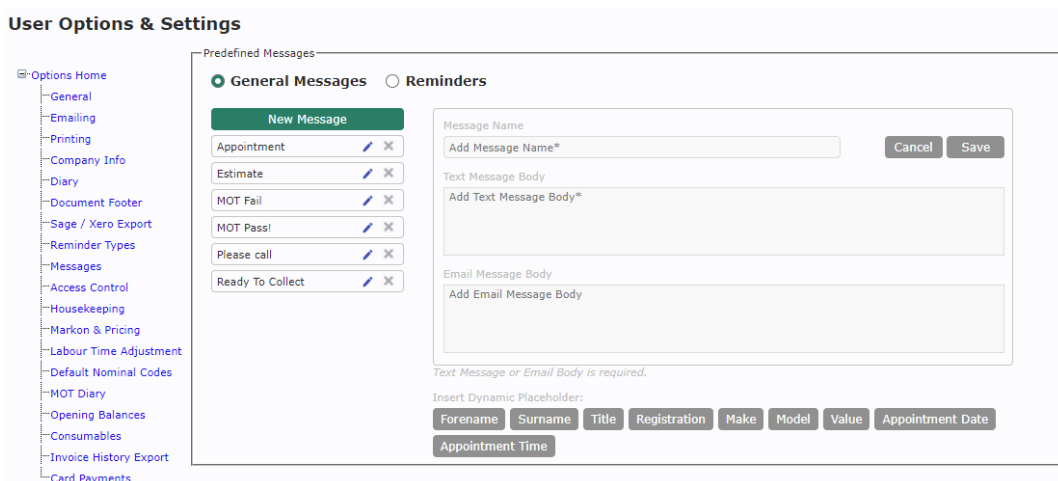 User Options & Settings
Options Home
General
Emailing
Printing
Company Info
Diary
Document Footer
Sage / Xero Export
Reminder Types
Messages
Access Control
Housekeeping
Markon & Pricing
Labour Time Adjustment
Default Nominal Codes
MOT Diary
Opening Balances
Consumables
Invoice History Export
Card Payments
Predefined Messages
General Messages Reminders
New Message
Appointment
Estimate
MOT Fail
MOT Pass!
Please call
Ready To Collect
Message Name
Add Message Name* Cancel Save
Text Message Body
Add Text Message Body*
Email Message Body
Add Email Message Body
Text Message or Email Body is required.
Insert Dynamic Placeholder:
Forename Surname Title Registration Make Model Value Appointment Date
Appointment Time